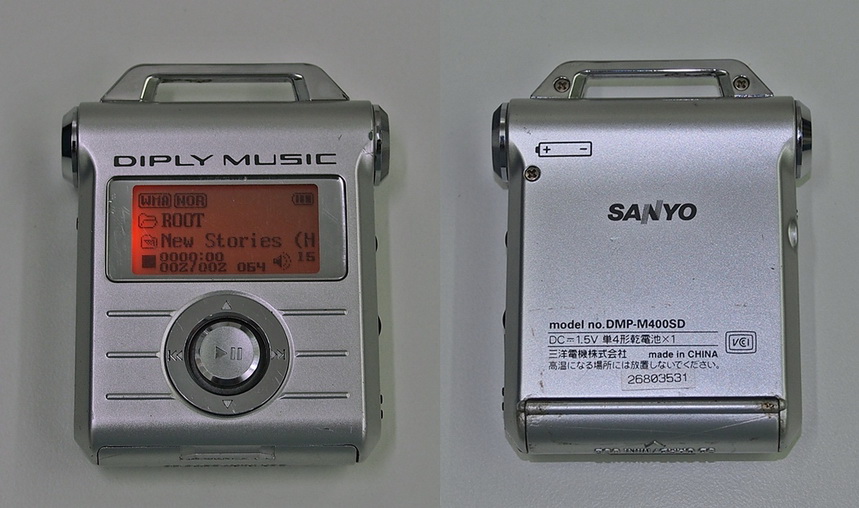 DIPLY MUSIC
WMA NOR
ROOT
New Stories (H
0000:00
002/002 064 15
SANYO
model no.DMP-M400SD
DC⎓1.5V 単4形乾電池×1
三洋電機株式会社 made in CHINA
高温になる場所には放置しないでください。
VCCI
26803531